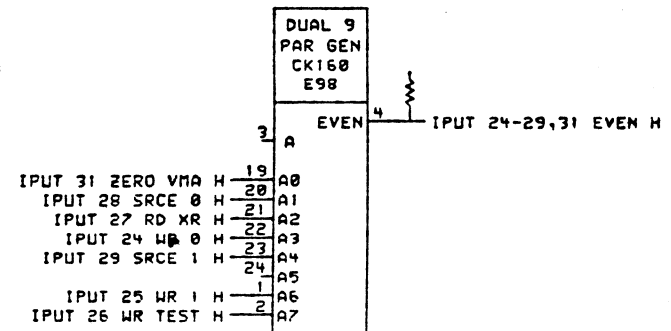 DUAL 9
PAR GEN
CK160
E98
EVEN 4 IPUT 24-29,31 EVEN H
3 A
IPUT 31 ZERO VMA H 19 A0
IPUT 28 SRCE 0 H 20 A1
IPUT 27 RD XR H 21 A2
IPUT 24 WR 0 H 22 A3
IPUT 29 SRCE 1 H 23 A4
24 A5
IPUT 25 WR 1 H 1 A6
IPUT 26 WR TEST H 2 A7